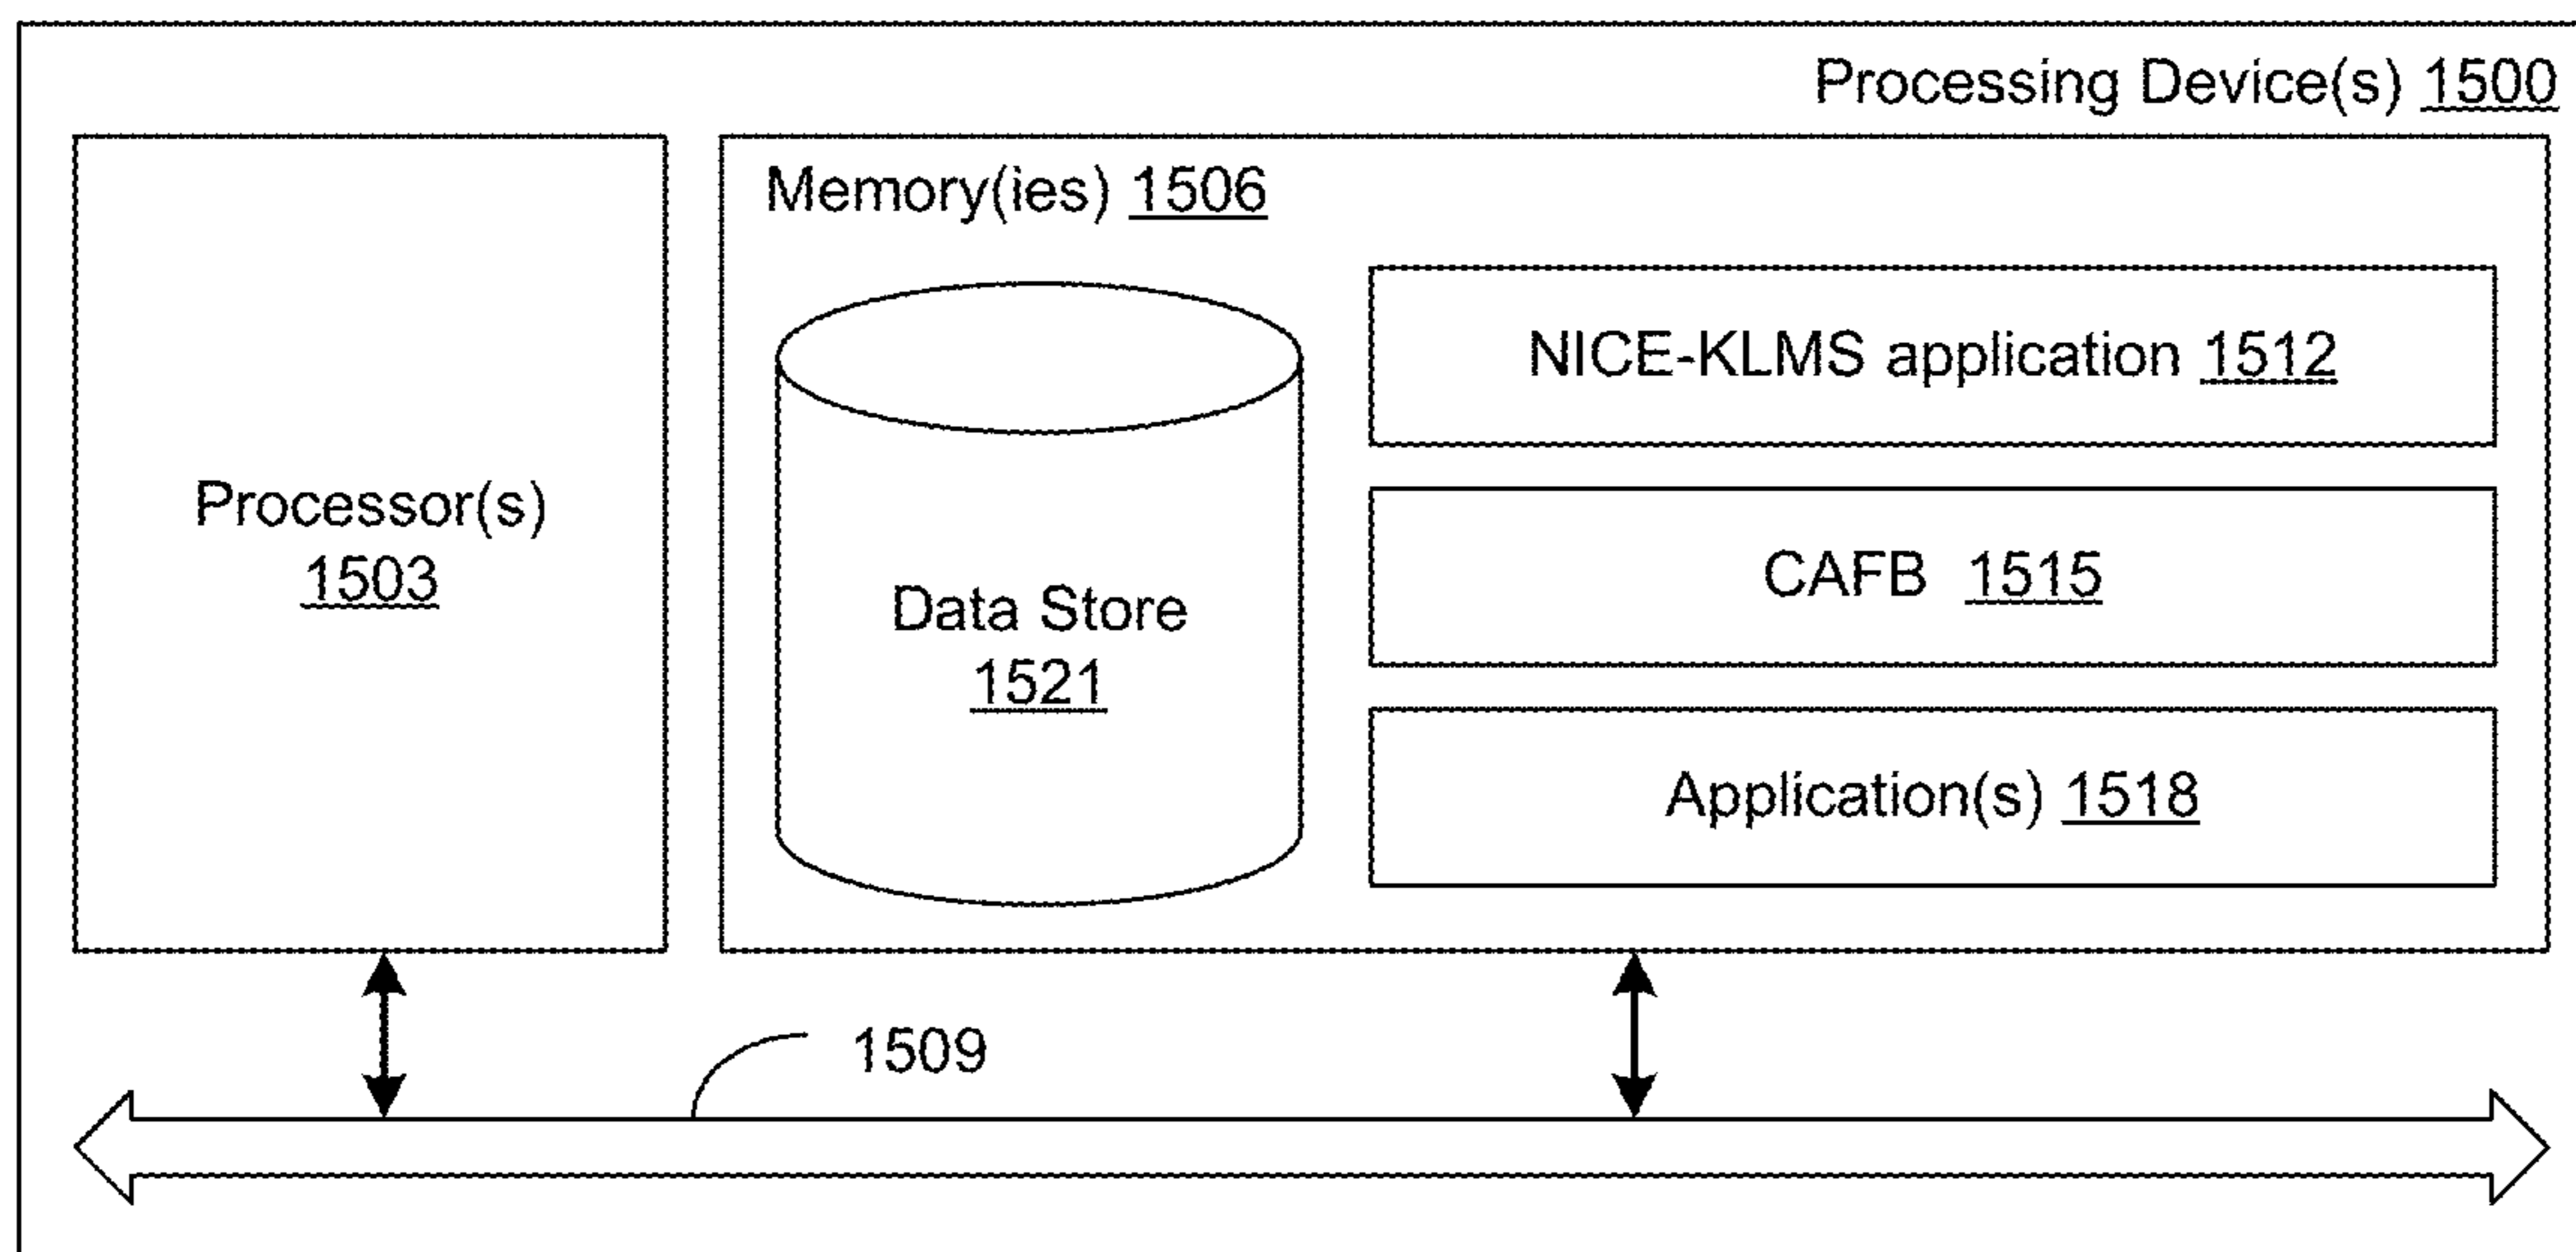 Processing Device(s) 1500
Memory(ies) 1506
NICE-KLMS application 1512
Processor(s)
1503
CAFB 1515
Data Store
1521
Application(s) 1518
1509